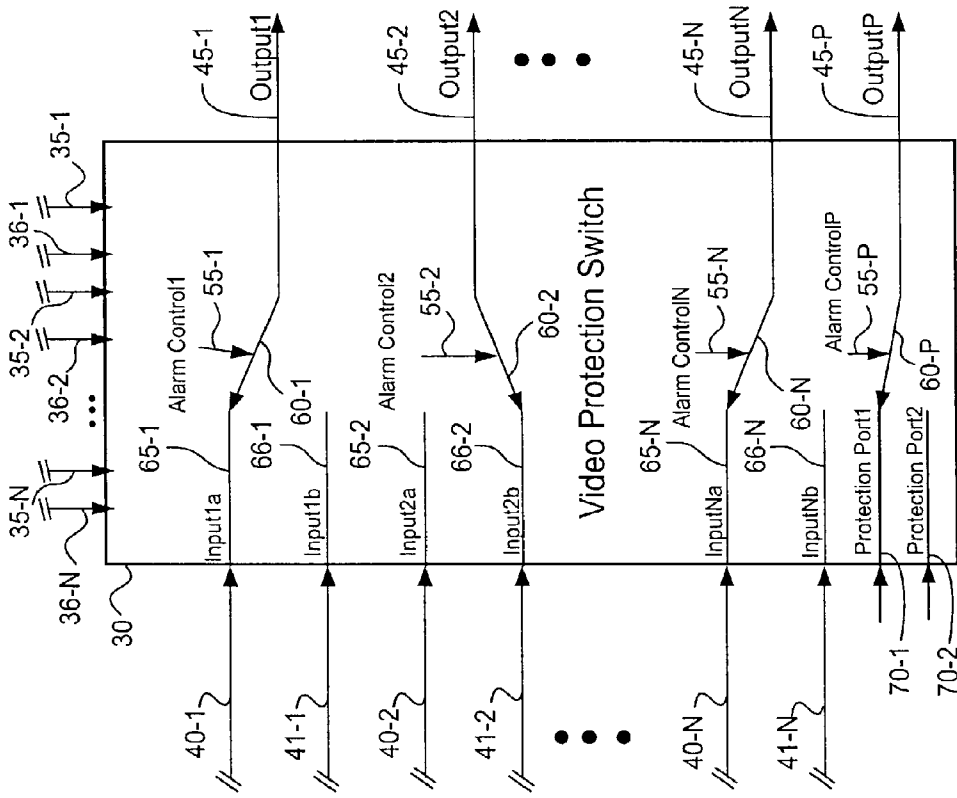 35-1
36-1
35-2
36-2
35-N
36-N
30
45-1
Output1
Alarm Control1
55-1
60-1
65-1
Input1a
40-1
66-1
Input1b
41-1
45-2
Output2
Alarm Control2
55-2
60-2
65-2
Input2a
40-2
66-2
Input2b
41-2
Video Protection Switch
45-N
OutputN
65-N
Alarm ControlN
55-N
60-N
InputNa
40-N
66-N
InputNb
41-N
45-P
OutputP
Alarm ControlP
55-P
60-P
Protection Port1
70-1
Protection Port2
70-2